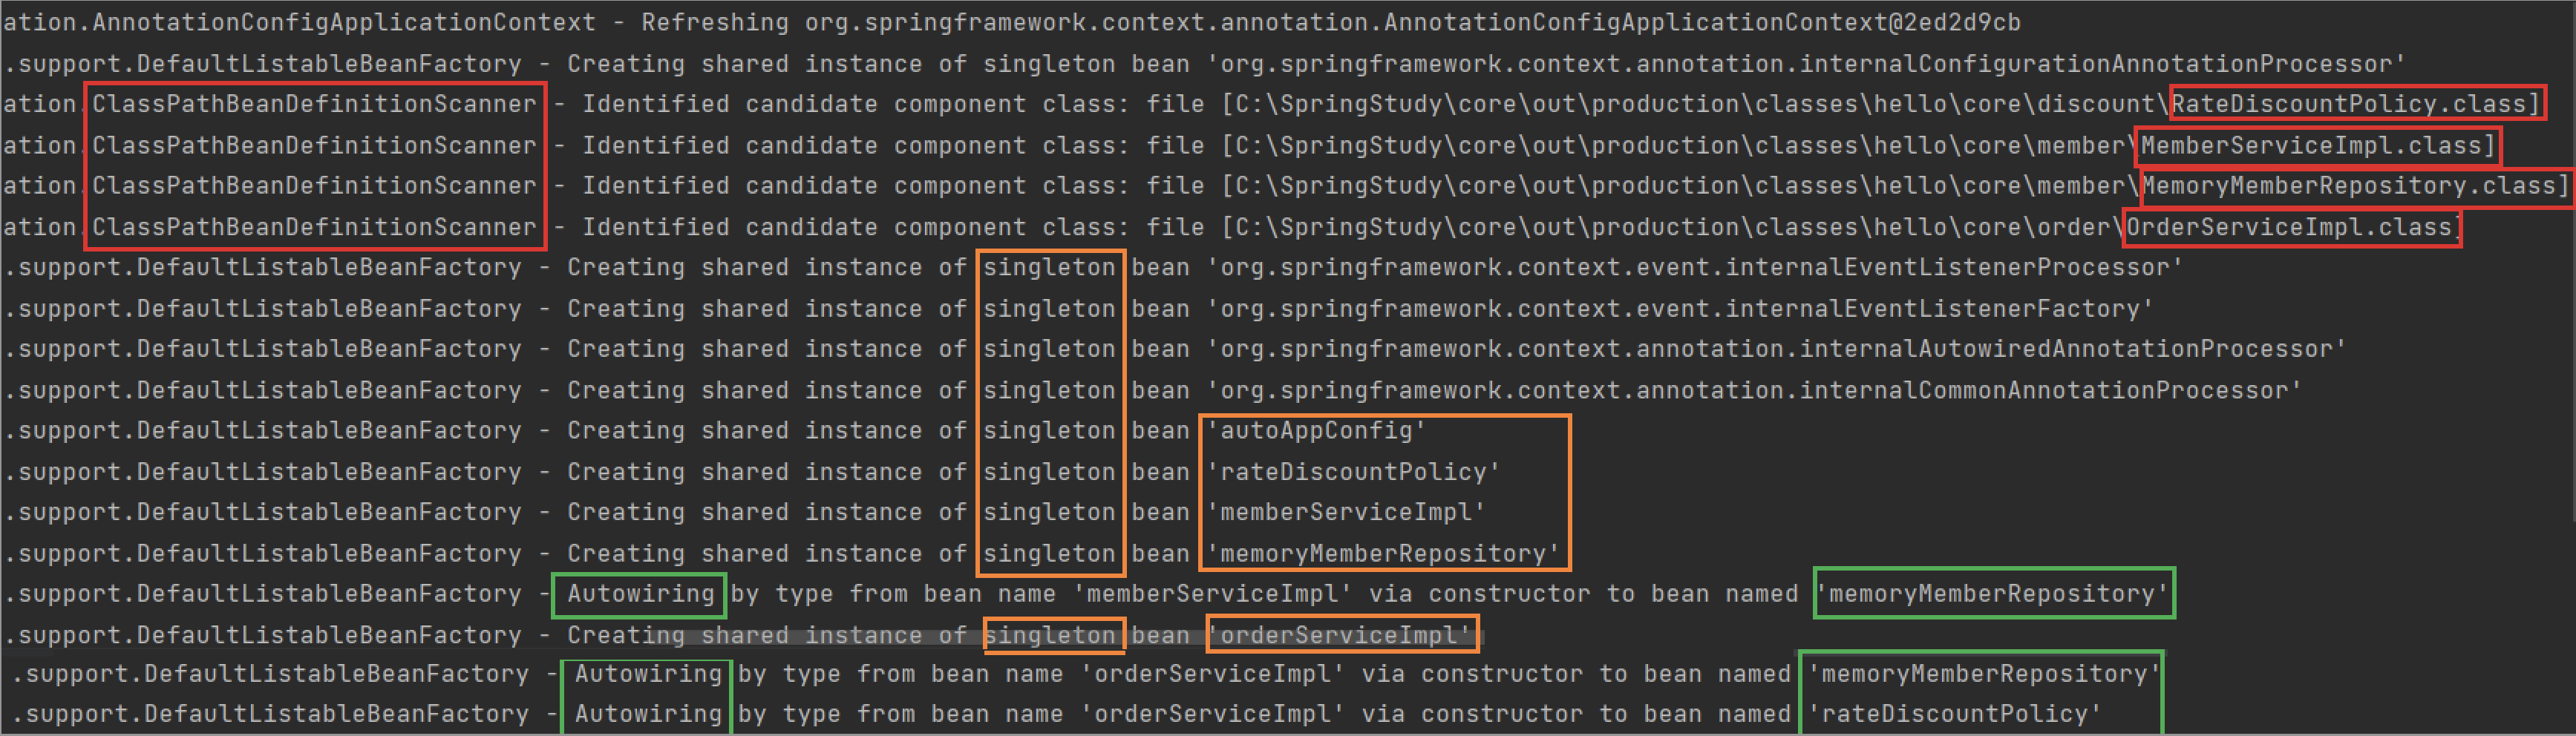 ation.AnnotationConfigApplicationContext - Refreshing org.springframework.context.annotation.AnnotationConfigApplicationContext@2ed2d9cb
.support.DefaultListableBeanFactory - Creating shared instance of singleton bean 'org.springframework.context.annotation.internalConfigurationAnnotationProcessor'
ation.ClassPathBeanDefinitionScanner - Identified candidate component class: file [C:\SpringStudy\core\out\production\classes\hello\core\discount\RateDiscountPolicy.class]
ation.ClassPathBeanDefinitionScanner - Identified candidate component class: file [C:\SpringStudy\core\out\production\classes\hello\core\member\MemberServiceImpl.class]
ation.ClassPathBeanDefinitionScanner - Identified candidate component class: file [C:\SpringStudy\core\out\production\classes\hello\core\member\MemoryMemberRepository.class]
ation.ClassPathBeanDefinitionScanner - Identified candidate component class: file [C:\SpringStudy\core\out\production\classes\hello\core\order\OrderServiceImpl.class]
.support.DefaultListableBeanFactory - Creating shared instance of singleton bean 'org.springframework.context.event.internalEventListenerProcessor'
.support.DefaultListableBeanFactory - Creating shared instance of singleton bean 'org.springframework.context.event.internalEventListenerFactory'
.support.DefaultListableBeanFactory - Creating shared instance of singleton bean 'org.springframework.context.annotation.internalAutowiredAnnotationProcessor'
.support.DefaultListableBeanFactory - Creating shared instance of singleton bean 'org.springframework.context.annotation.internalCommonAnnotationProcessor'
.support.DefaultListableBeanFactory - Creating shared instance of singleton bean 'autoAppConfig'
.support.DefaultListableBeanFactory - Creating shared instance of singleton bean 'rateDiscountPolicy'
.support.DefaultListableBeanFactory - Creating shared instance of singleton bean 'memberServiceImpl'
.support.DefaultListableBeanFactory - Creating shared instance of singleton bean 'memoryMemberRepository'
.support.DefaultListableBeanFactory - Autowiring by type from bean name 'memberServiceImpl' via constructor to bean named 'memoryMemberRepository'
.support.DefaultListableBeanFactory - Creating shared instance of singleton bean 'orderServiceImpl'
.support.DefaultListableBeanFactory - Autowiring by type from bean name 'orderServiceImpl' via constructor to bean named 'memoryMemberRepository'
.support.DefaultListableBeanFactory - Autowiring by type from bean name 'orderServiceImpl' via constructor to bean named 'rateDiscountPolicy'